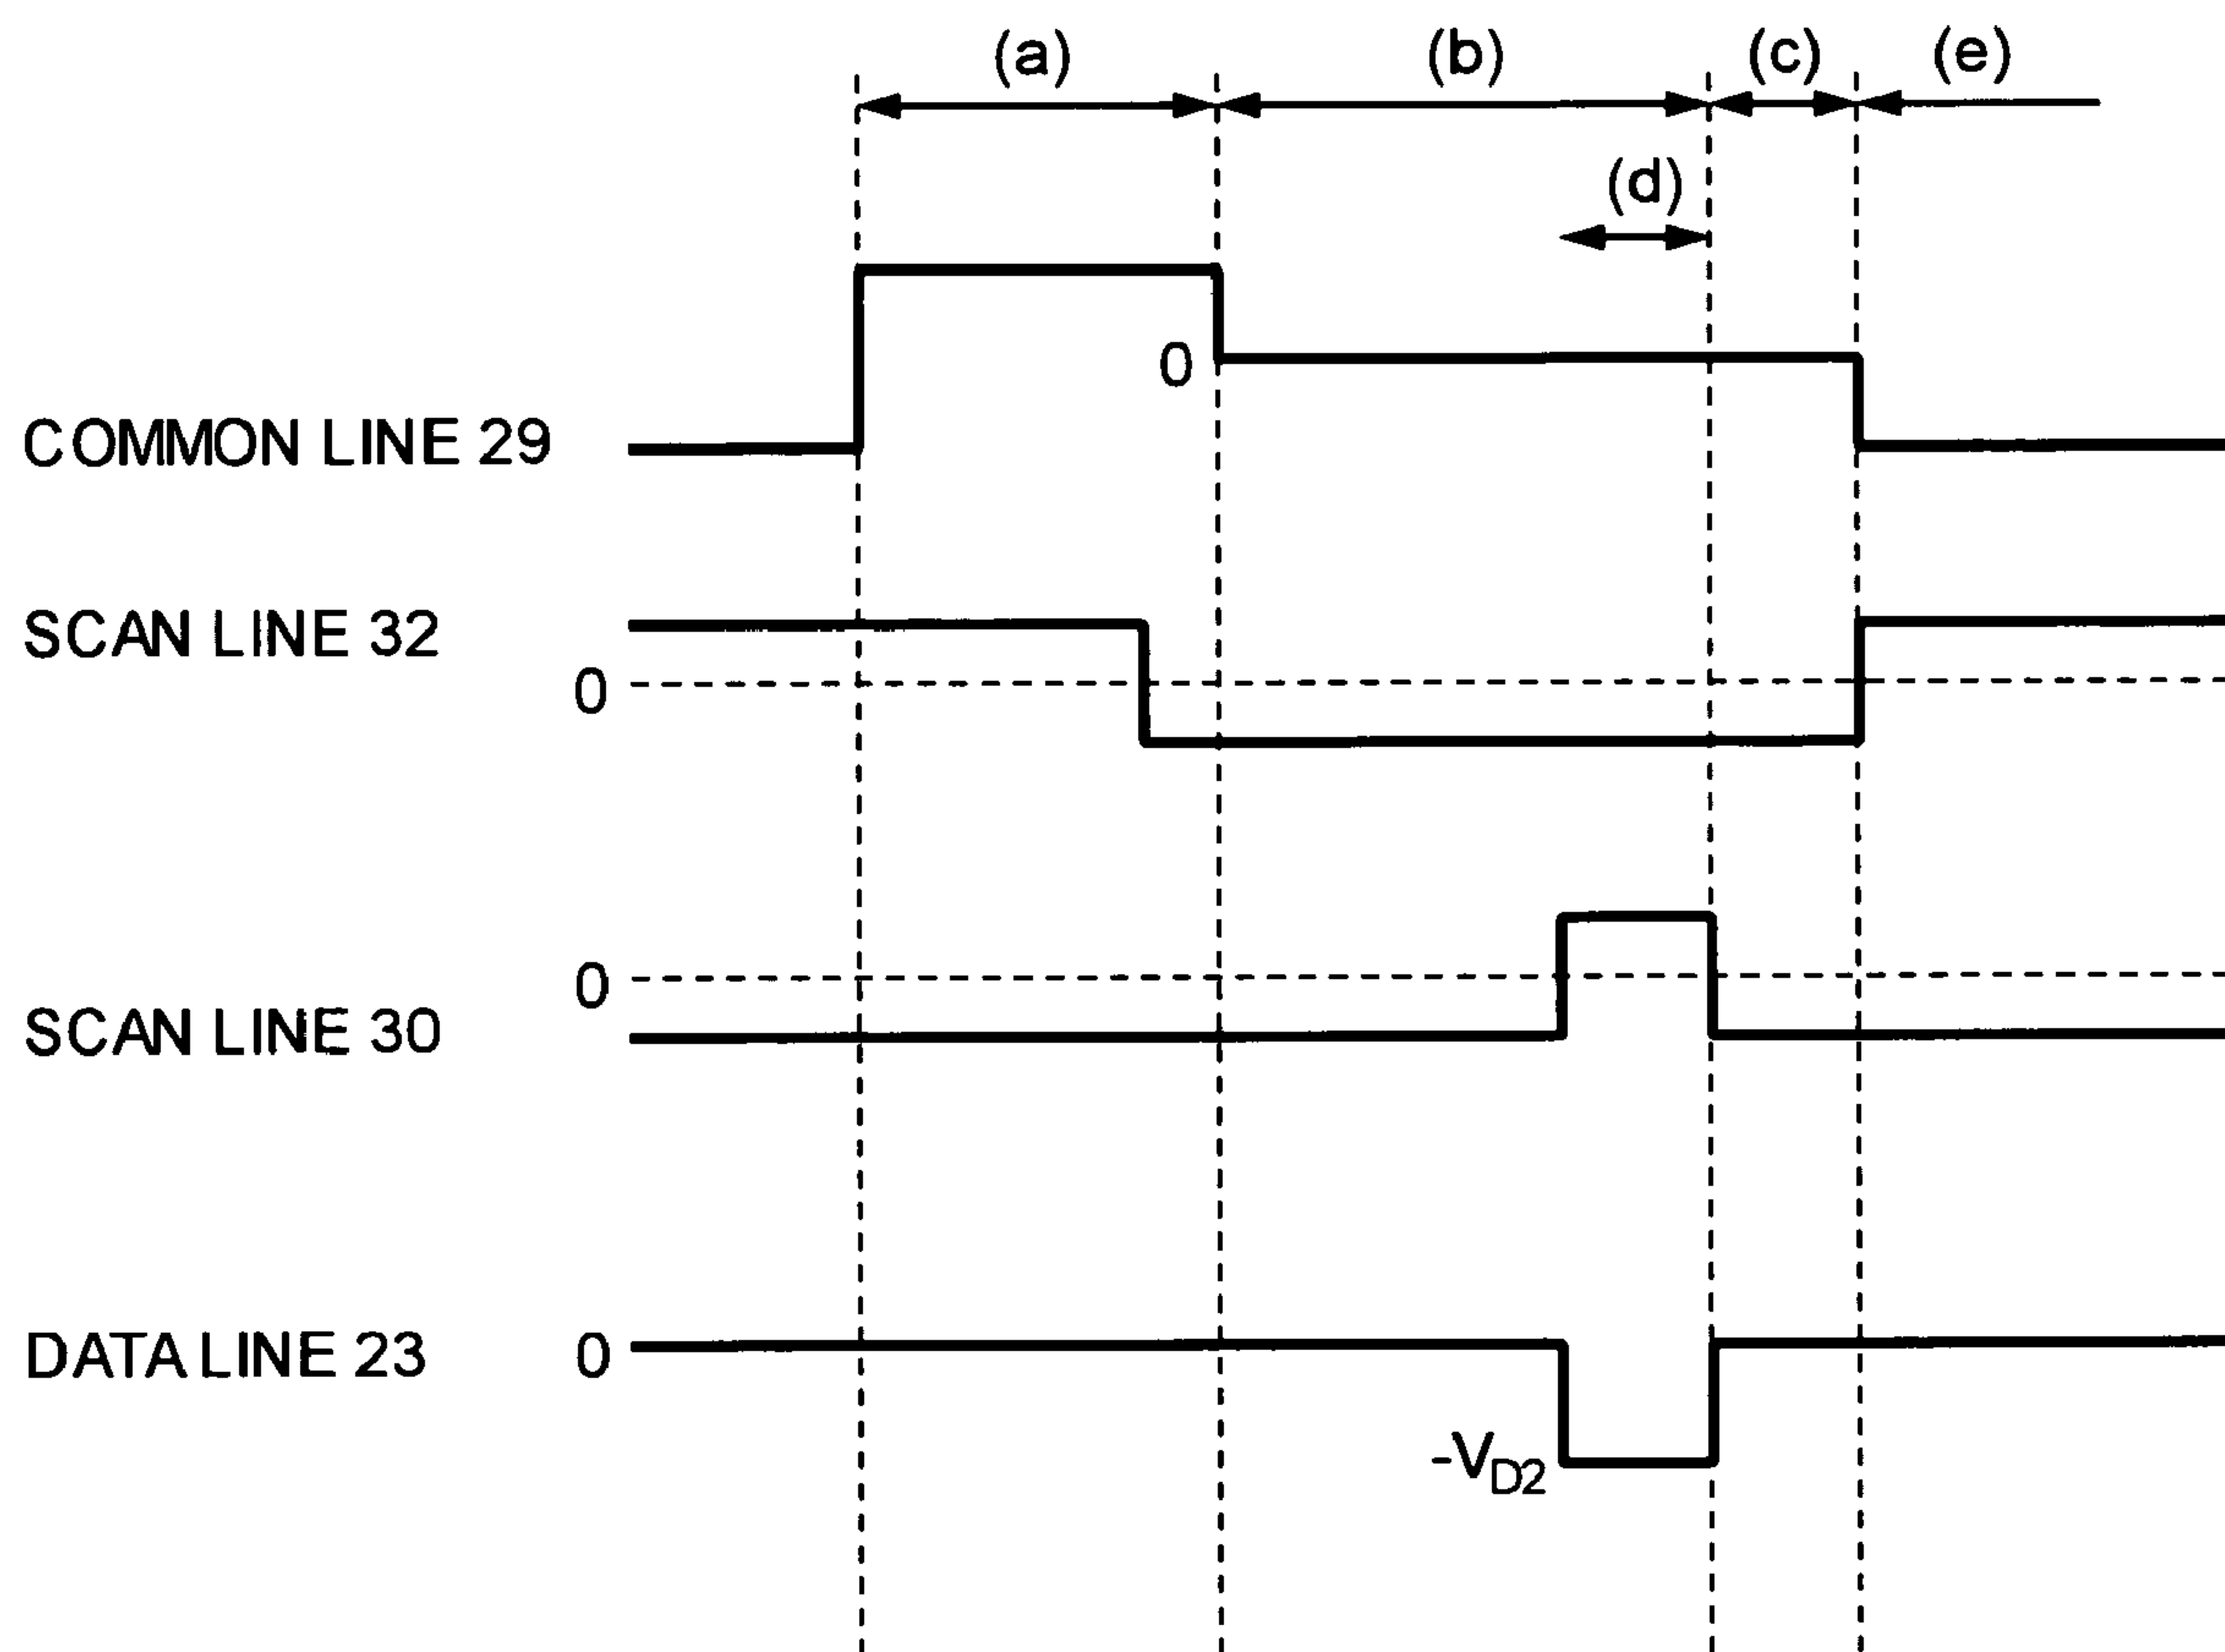 (a) (b) (c) (e)
(d)
0
COMMON LINE 29
SCAN LINE 32
0
0
SCAN LINE 30
DATA LINE 23 0
-VD2